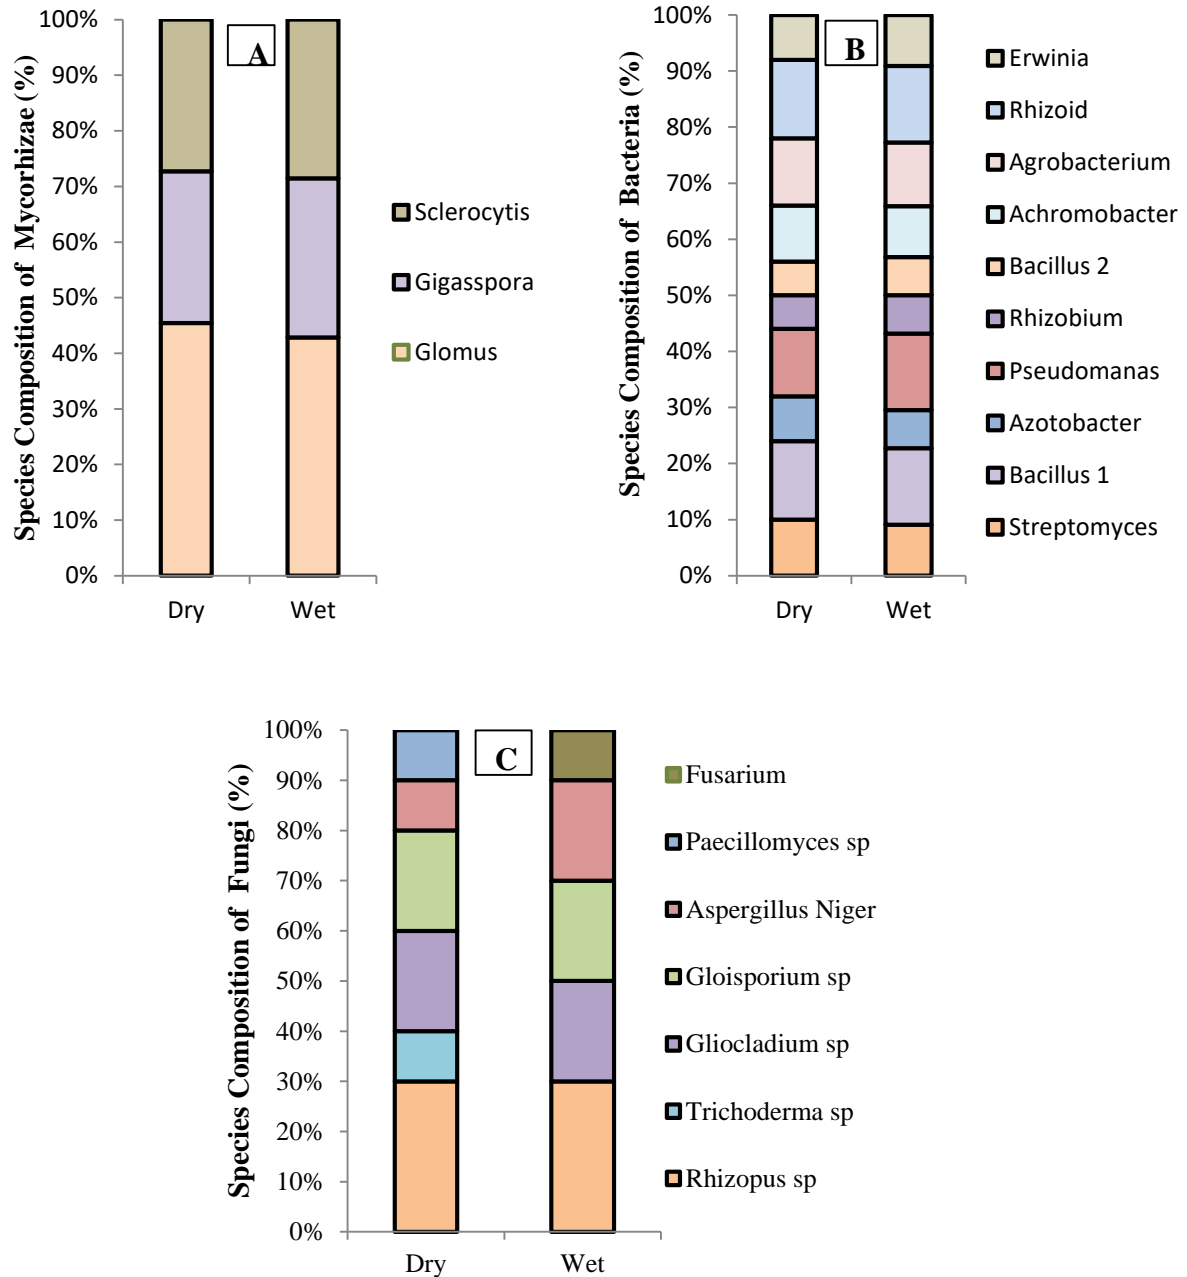 Species Composition of Mycorhizae (%)
100%
90%
80%
70%
60%
50%
40%
30%
20%
10%
0%
A
Dry
Wet
Sclerocytis
Gigasspora
Glomus
Species Composition of Bacteria (%)
100%
90%
80%
70%
60%
50%
40%
30%
20%
10%
0%
B
Dry
Wet
Erwinia
Rhizoid
Agrobacterium
Achromobacter
Bacillus 2
Rhizobium
Pseudomanas
Azotobacter
Bacillus 1
Streptomyces
Species Composition of Fungi (%)
100%
90%
80%
70%
60%
50%
40%
30%
20%
10%
0%
C
Dry
Wet
Fusarium
Paecillomyces sp
Aspergillus Niger
Gloisporium sp
Gliocladium sp
Trichoderma sp
Rhizopus sp